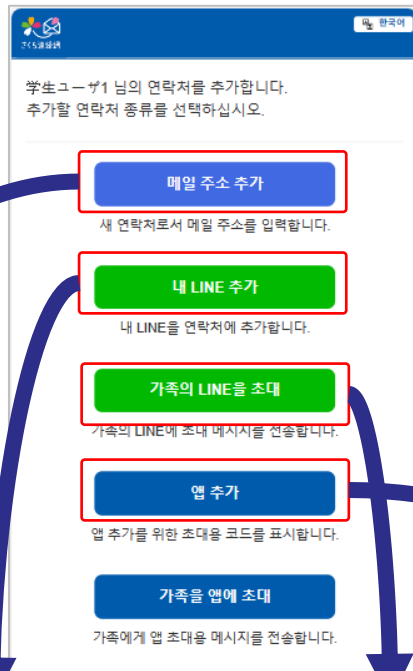 さくら連絡網
한국어
学生ユーザ1 님의 연락처를 추가합니다.
추가할 연락처 종류를 선택하십시오.
메일 주소 추가
새 연락처로서 메일 주소를 입력합니다.
내 LINE 추가
내 LINE을 연락처에 추가합니다.
가족의 LINE을 초대
가족의 LINE에 초대 메시지를 전송합니다.
앱 추가
앱 추가를 위한 초대용 코드를 표시합니다.
가족을 앱에 초대
가족에게 앱 초대용 메시지를 전송합니다.